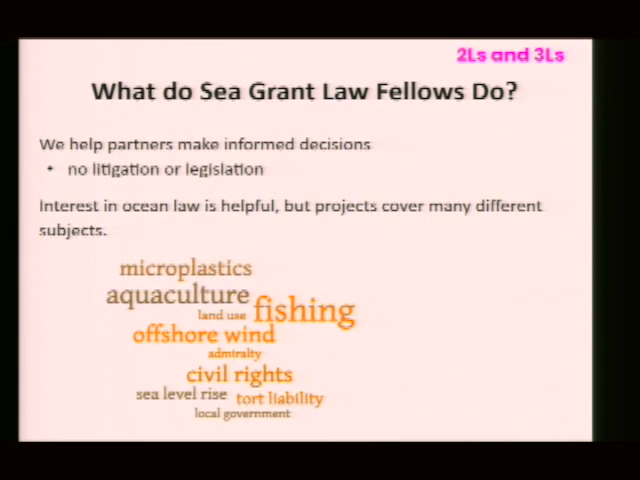 2Ls and 3Ls
What do Sea Grant Law Fellows Do?
We help partners make informed decisions
• no litigation or legislation
Interest in ocean law is helpful, but projects cover many different
subjects.
microplastics
aquaculture
fishing
land use
offshore wind
admiralty
civil rights
sea level rise
tort liability
local government